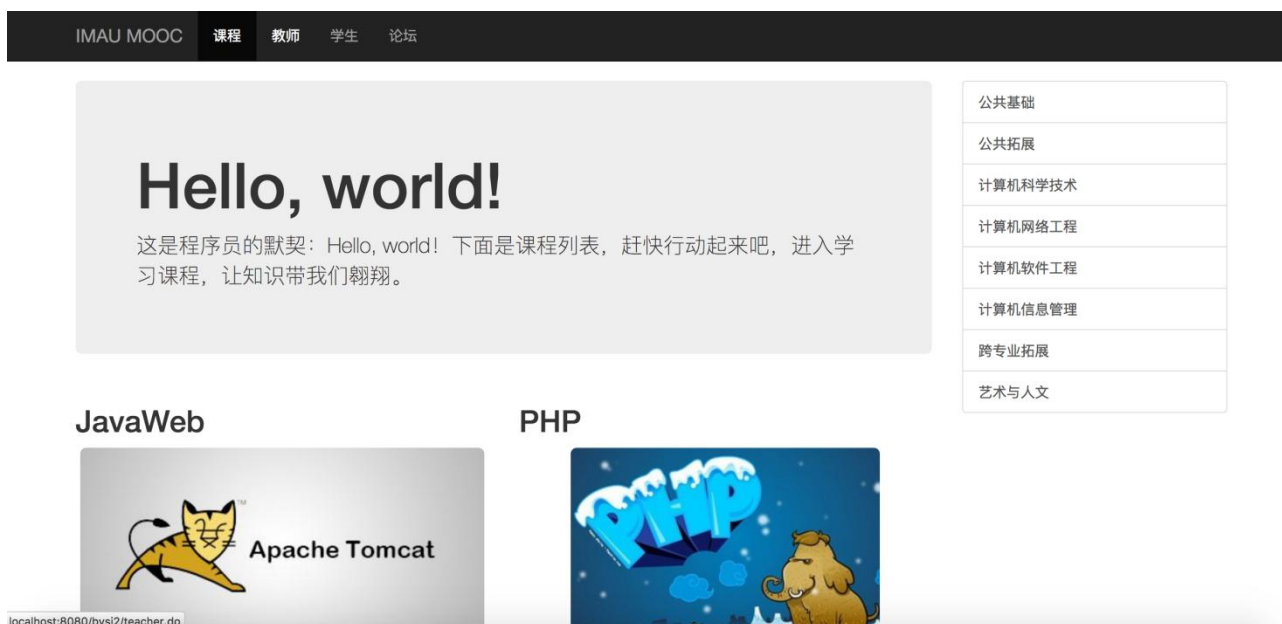 IMAU MOOC 课程 教师 学生 论坛
Hello, world!
这是程序员的默契：Hello, world！下面是课程列表，赶快行动起来吧，进入学
习课程，让知识带我们翱翔。
公共基础
公共拓展
计算机科学技术
计算机网络工程
计算机软件工程
计算机信息管理
跨专业拓展
艺术与人文
JavaWeb
PHP
TM
Apache Tomcat
PHP
localhost:8080/bysj2/teacher.do